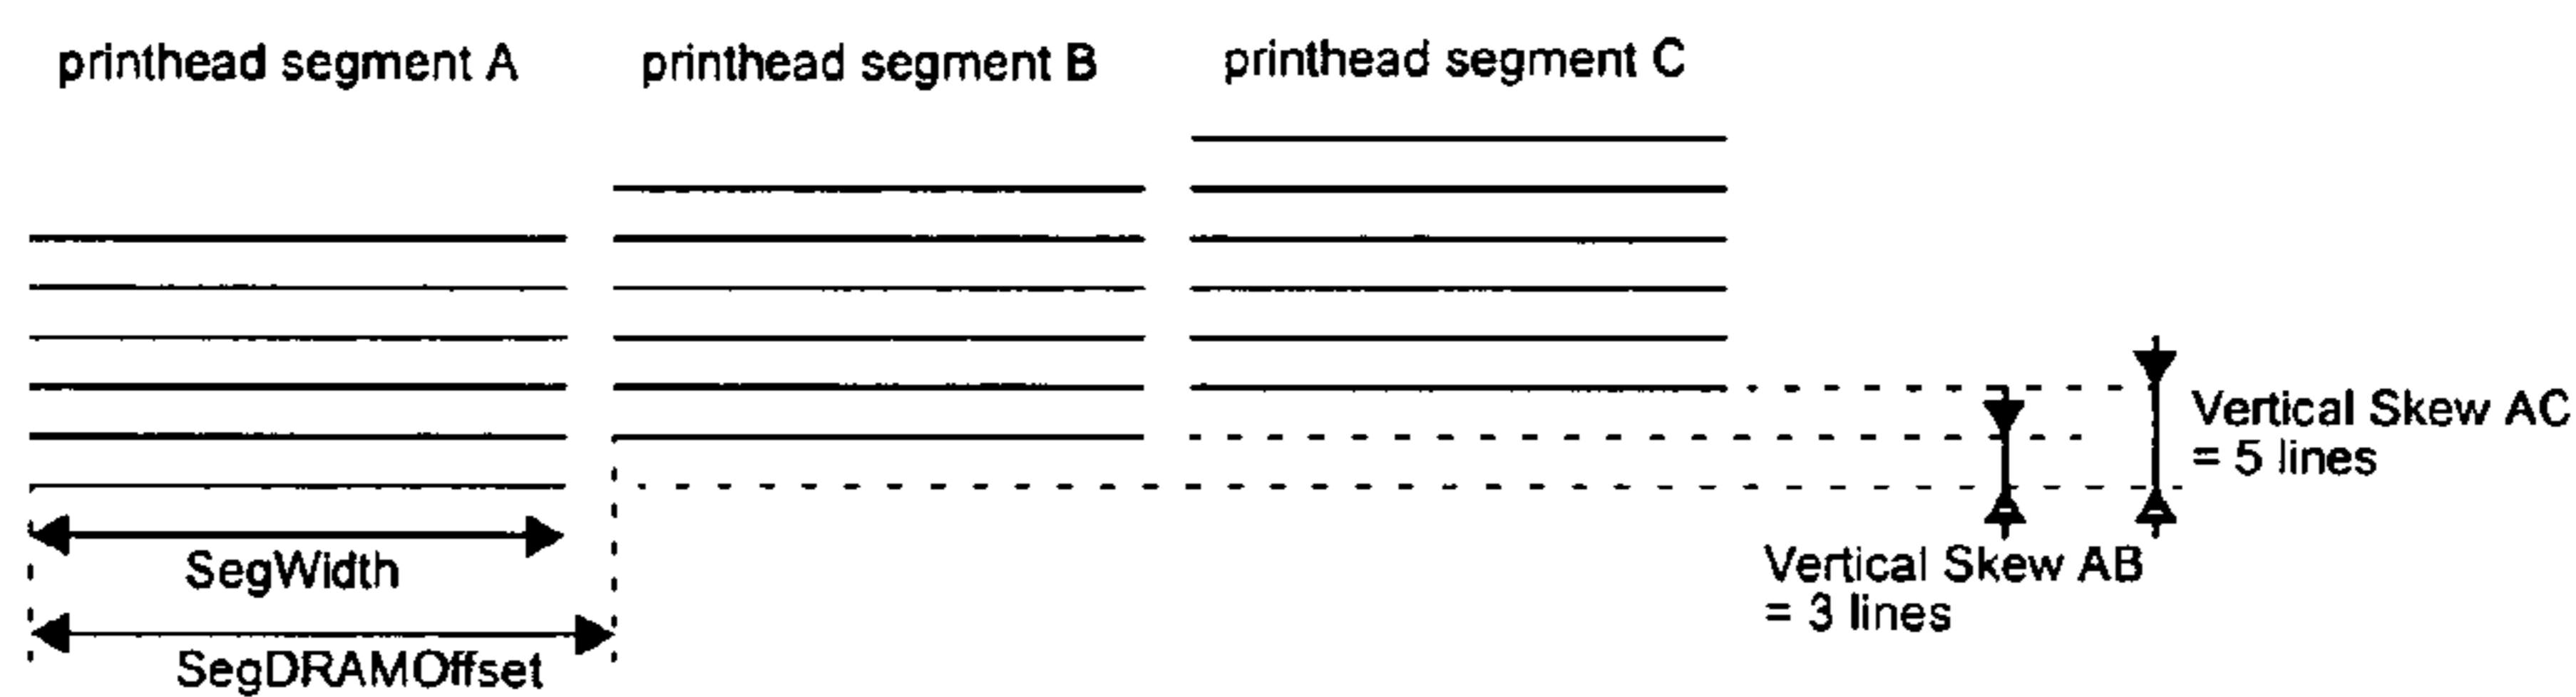 printhead segment A
printhead segment B
printhead segment C
Vertical Skew AC
= 5 lines
SegWidth
Vertical Skew AB
= 3 lines
SegDRAMOffset